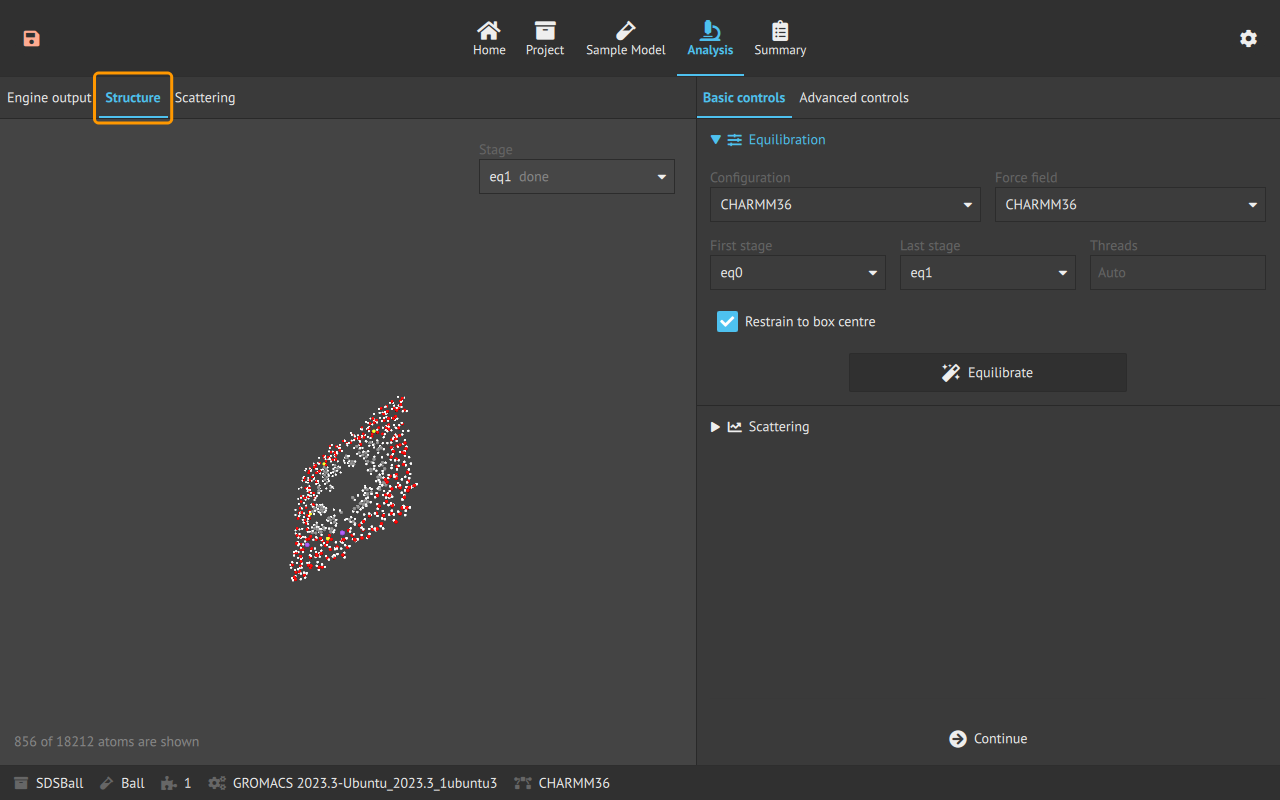 Home Project Sample Model Analysis Summary
Engine output Structure Scattering
Basic controls Advanced controls
Stage
eq1 done
856 of 18212 atoms are shown
Equilibration
Configuration Force field
CHARMM36 CHARMM36
First stage Last stage Threads
eq0 eq1 Auto
Restrain to box centre
Equilibrate
Scattering
Continue
SDSBall Ball 1 GROMACS 2023.3-Ubuntu_2023.3_1ubuntu3 CHARMM36